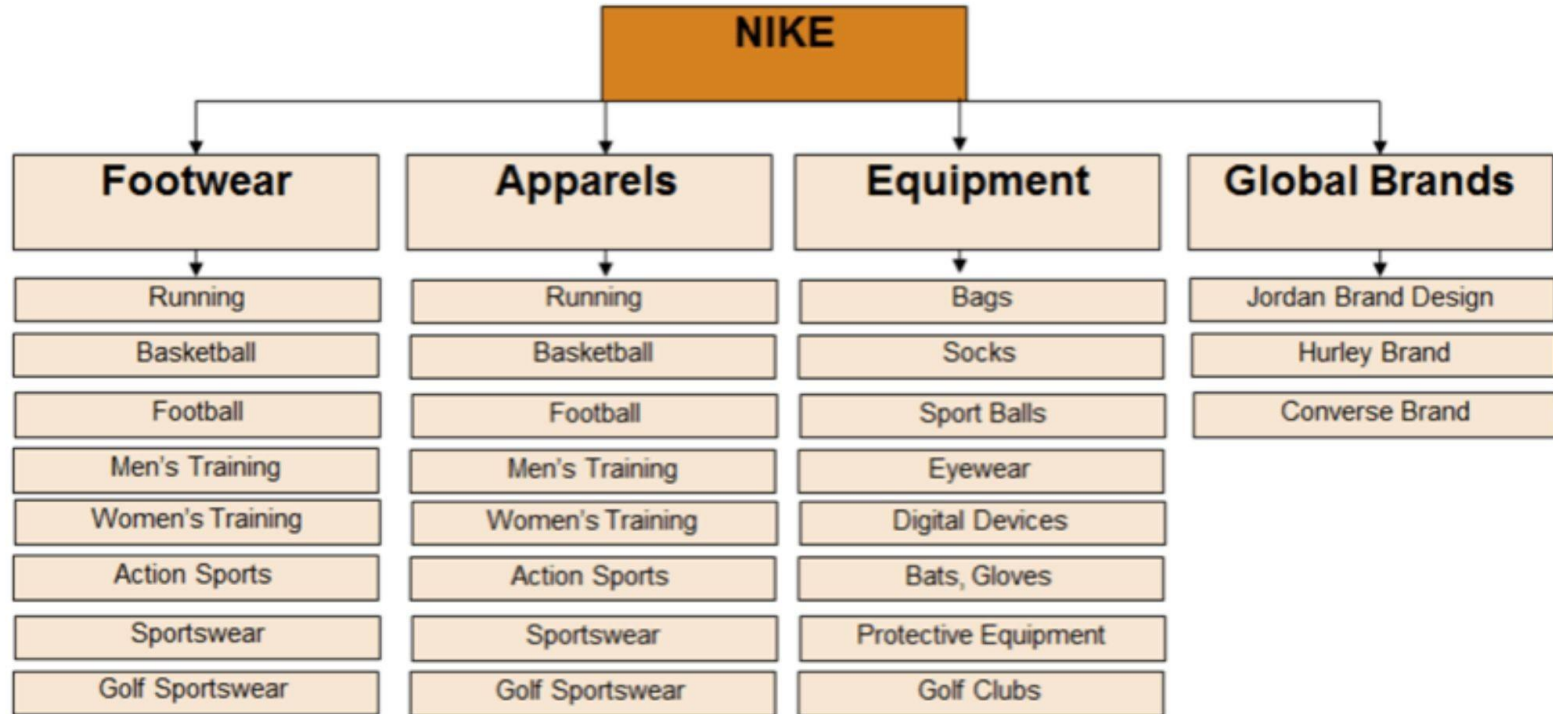 NIKE
Footwear
Apparels
Equipment
Global Brands
Running
Basketball
Football
Men's Training
Women's Training
Action Sports
Sportswear
Golf Sportswear
Running
Basketball
Football
Men's Training
Women's Training
Action Sports
Sportswear
Golf Sportswear
Bags
Socks
Sport Balls
Eyewear
Digital Devices
Bats, Gloves
Protective Equipment
Golf Clubs
Jordan Brand Design
Hurley Brand
Converse Brand